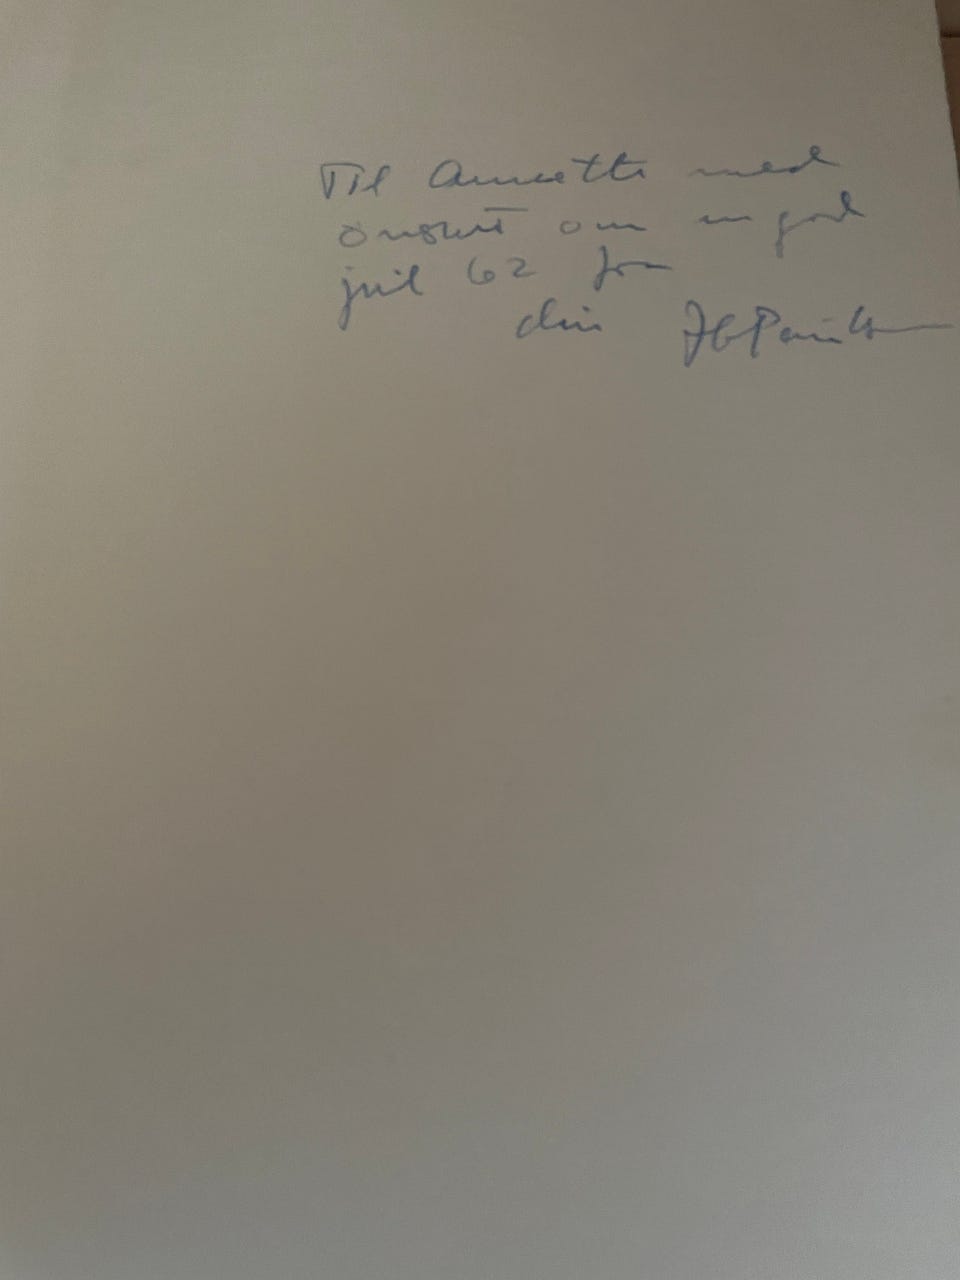 Til Annette med
ønsket om en god
jul 62 fra
din